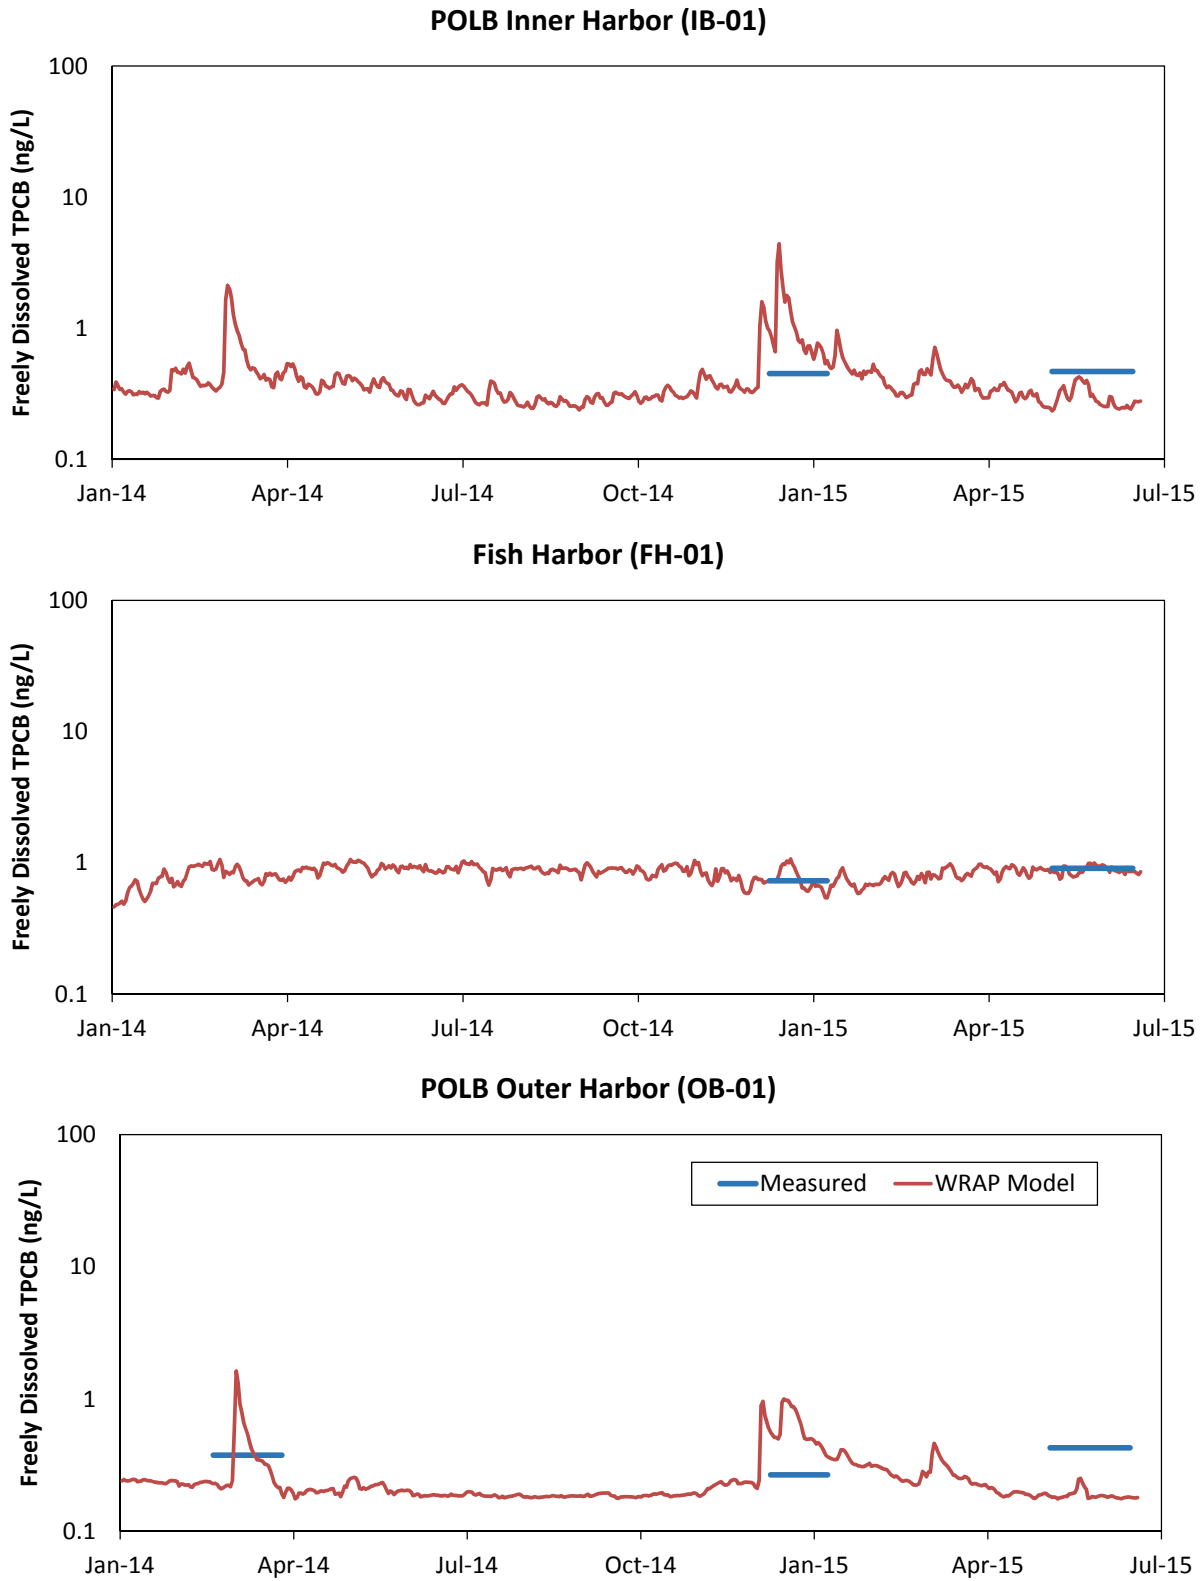 POLB Inner Harbor (IB-01)
Freely Dissolved TPCB (ng/L)
100
10
1
0.1
Jan-14 Apr-14 Jul-14 Oct-14 Jan-15 Apr-15 Jul-15
Fish Harbor (FH-01)
Freely Dissolved TPCB (ng/L)
100
10
1
0.1
Jan-14 Apr-14 Jul-14 Oct-14 Jan-15 Apr-15 Jul-15
POLB Outer Harbor (OB-01)
Freely Dissolved TPCB (ng/L)
100
Measured WRAP Model
10
1
0.1
Jan-14 Apr-14 Jul-14 Oct-14 Jan-15 Apr-15 Jul-15